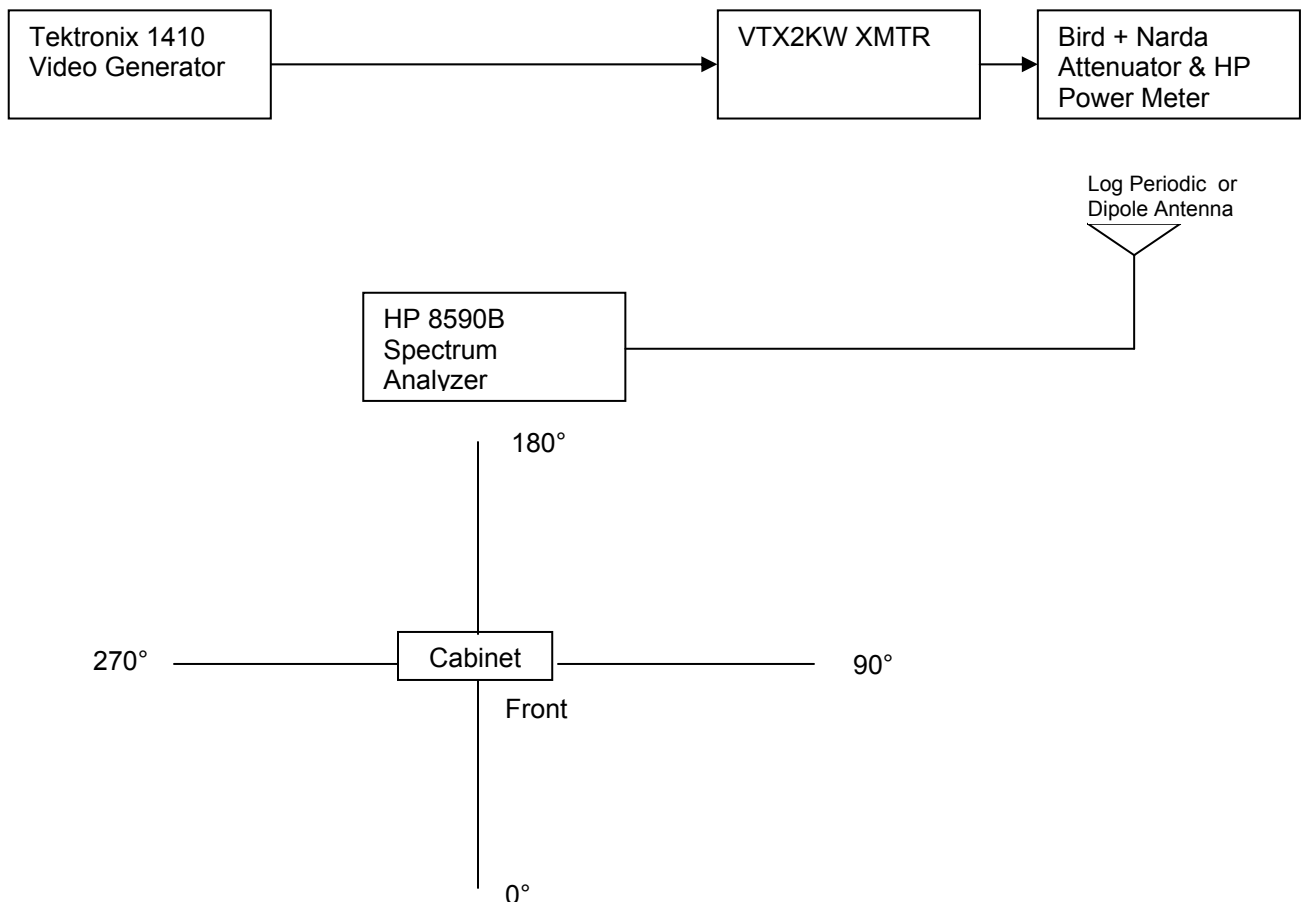 Tektronix 1410
Video Generator
VTX2KW XMTR
Bird + Narda
Attenuator & HP
Power Meter
Log Periodic or
Dipole Antenna
HP 8590B
Spectrum
Analyzer
180°
270°
Cabinet
90°
Front
0°